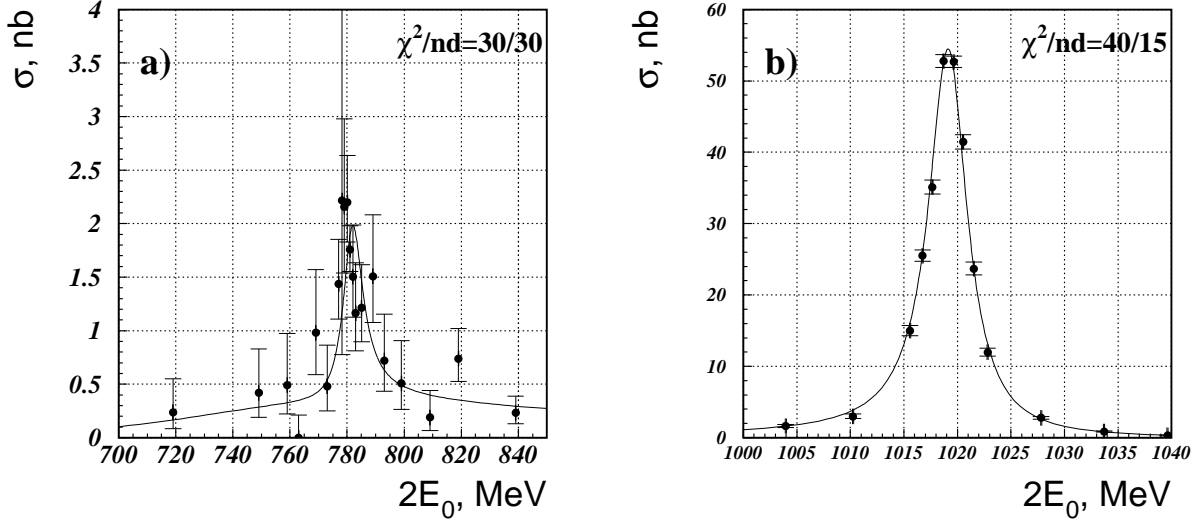 σ, nb
a)
χ²/nd=30/30
4
3.5
3
2.5
2
1.5
1
0.5
0
700 720 740 760 780 800 820 840
2E₀, MeV
σ, nb
b)
χ²/nd=40/15
60
50
40
30
20
10
0
1000 1005 1010 1015 1020 1025 1030 1035 1040
2E₀, MeV